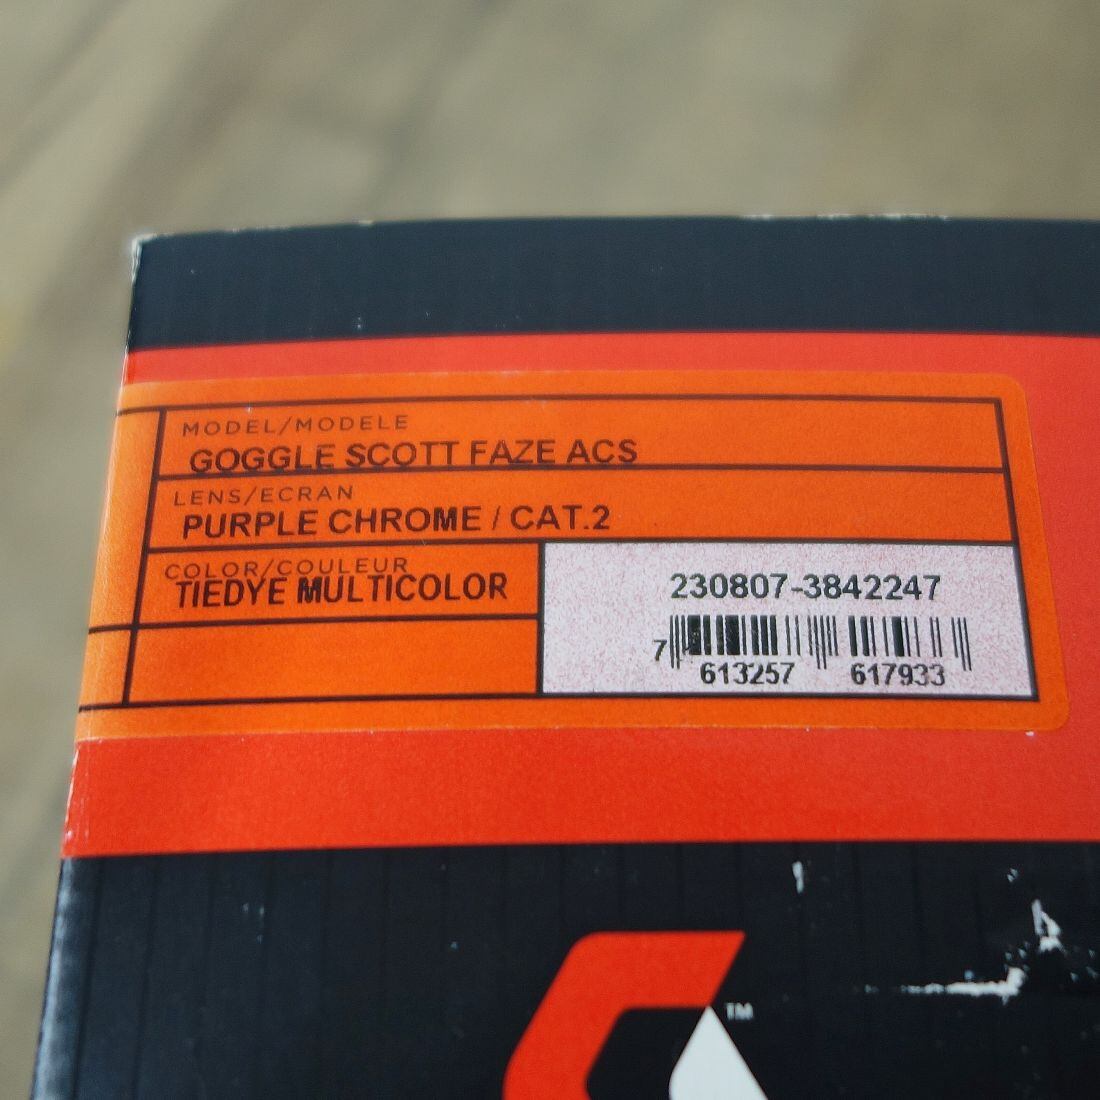 MODEL/MODELE
GOGGLE SCOTT FAZE ACS
LENS/ECRAN
PURPLE CHROME / CAT.2
COLOR/COULEUR
TIEDYE MULTICOLOR
230807-3842247
7 613257 617933
TM